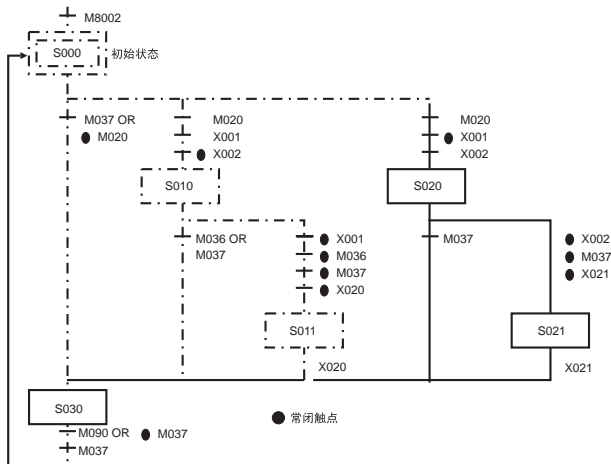 M8002
S000
初始状态
M037 OR
M020
M020
X001
X002
M020
X001
X002
S010
S020
M036 OR
M037
X001
M036
M037
X020
M037
X002
M037
X021
S011
S021
X020
X021
S030
常闭触点
M090 OR M037
M037